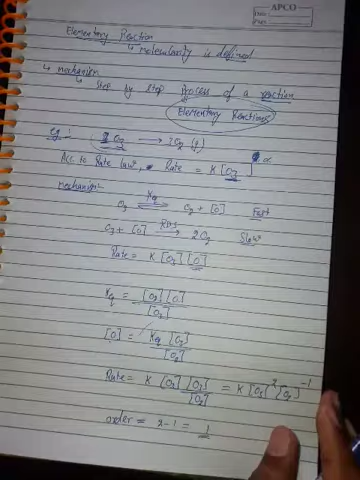 APCO
Date:
Page:
Elementary Reaction
↳ molecularity is defined
↳ mechanism
↳ step by step process of a reaction
Elementary Reactions
eg: 2O₃ → 3O₂ (g)
Acc to Rate law, Rate = K [O₃]^α
mechanism
O₃ ⇌ O₂ + [O] Fast
O₃ + [O] → 2O₂ Slow
Rate = K [O₃][O]
Keq = [O₂][O] / [O₃]
[O] = Keq [O₃] / [O₂]
Rate = K [O₃] [O₃] / [O₂] = K [O₃]² [O₂]⁻¹
order = 2-1 = 1